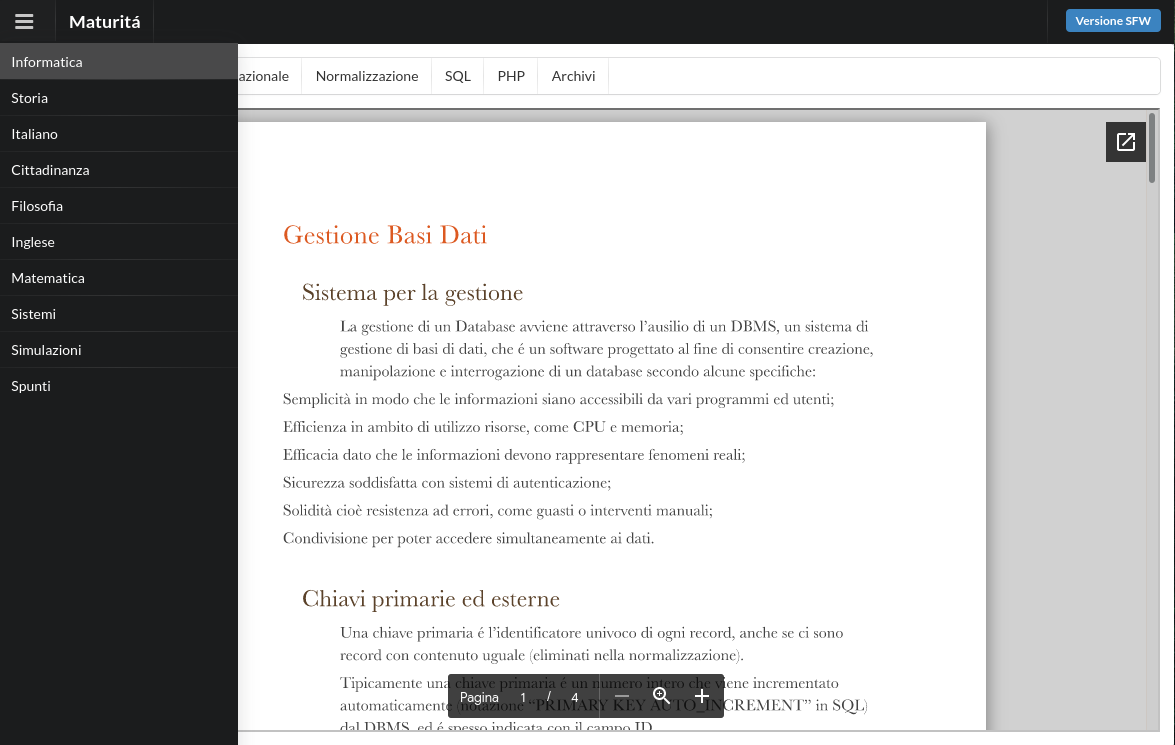 Maturitá
Versione SFW
Informatica
Storia
Italiano
Cittadinanza
Filosofia
Inglese
Matematica
Sistemi
Simulazioni
Spunti
azionale
Normalizzazione
SQL
PHP
Archivi
Gestione Basi Dati
Sistema per la gestione
La gestione di un Database avviene attraverso l'ausilio di un DBMS, un sistema di
gestione di basi di dati, che é un software progettato al fine di consentire creazione,
manipolazione e interrogazione di un database secondo alcune specifiche:
Semplicità in modo che le informazioni siano accessibili da vari programmi ed utenti;
Efficienza in ambito di utilizzo risorse, come CPU e memoria;
Efficacia dato che le informazioni devono rappresentare fenomeni reali;
Sicurezza soddisfatta con sistemi di autenticazione;
Solidità cioè resistenza ad errori, come guasti o interventi manuali;
Condivisione per poter accedere simultaneamente ai dati.
Chiavi primarie ed esterne
Una chiave primaria é l'identificatore univoco di ogni record, anche se ci sono
record con contenuto uguale (eliminati nella normalizzazione).
Tipicamente una chiave primaria é un numero intero che viene incrementato
automaticamente (notazione "PRIMARY KEY AUTO_INCREMENT" in SQL)
dal DBMS, ed é spesso indicata con il campo ID.
Pagina 1 / 4